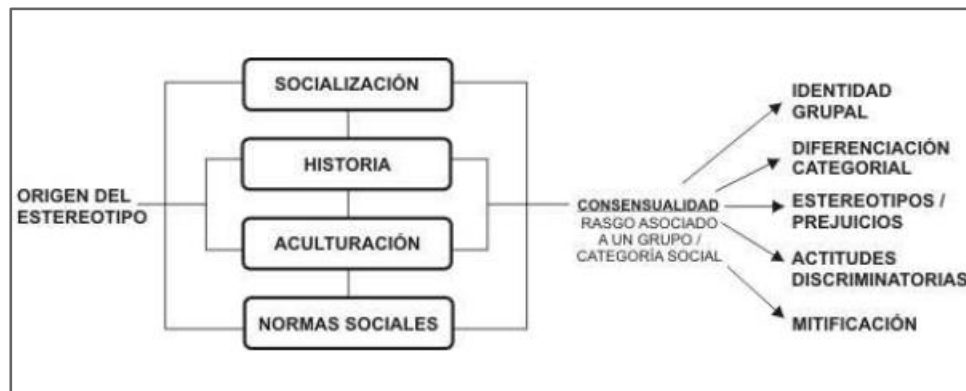 ORIGEN DEL
ESTEREOTIPO
SOCIALIZACIÓN
HISTORIA
ACULTURACIÓN
NORMAS SOCIALES
CONSENSUALIDAD
RASGO ASOCIADO
A UN GRUPO /
CATEGORÍA SOCIAL
IDENTIDAD
GRUPAL
DIFERENCIACIÓN
CATEGORIAL
ESTEREOTIPOS /
PREJUICIOS
ACTITUDES
DISCRIMINATORIAS
MITIFICACIÓN